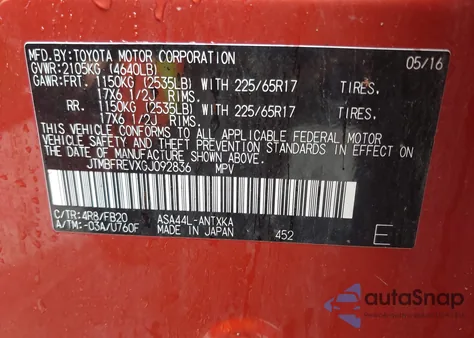 MFD. BY:TOYOTA MOTOR CORPORATION 05/16
GVWR: 2105KG (4640LB)
GAWR:FRT. 1150KG (2535LB) WITH 225/65R17 TIRES,
17X6 1/2J RIMS.
RR. 1150KG (2535LB) WITH 225/65R17 TIRES,
17X6 1/2J RIMS.
THIS VEHICLE CONFORMS TO ALL APPLICABLE FEDERAL MOTOR
VEHICLE SAFETY AND THEFT PREVENTION STANDARDS IN EFFECT ON
THE DATE OF MANUFACTURE SHOWN ABOVE.
JTMBFREVXGJ092836 MPV
C/TR: 4R8/FB20 ASA44L-ANTXKA
A/TM: -03A/U760F MADE IN JAPAN 452 E
autoSnap